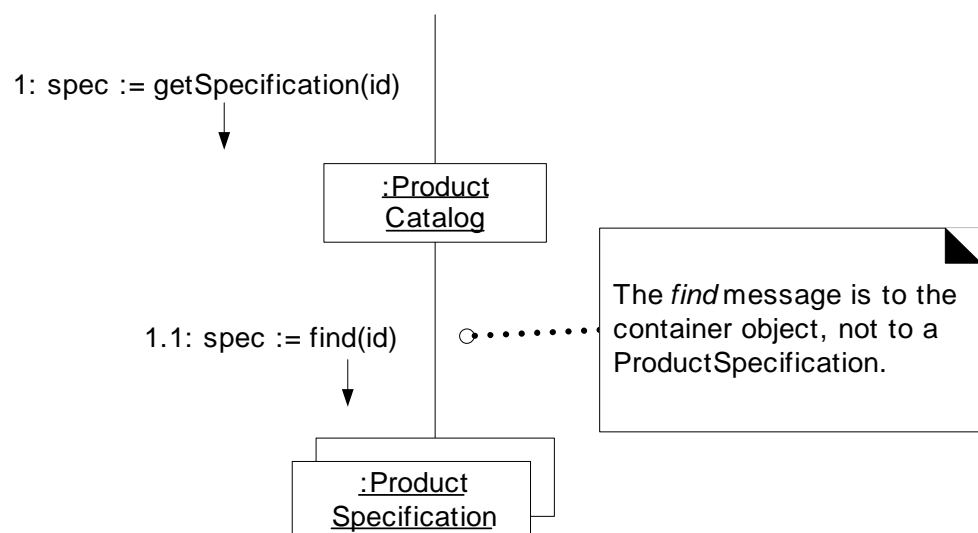 1: spec := getSpecification(id)
:Product
Catalog
The find message is to the
container object, not to a
ProductSpecification.
1.1: spec := find(id)
:Product
Specification